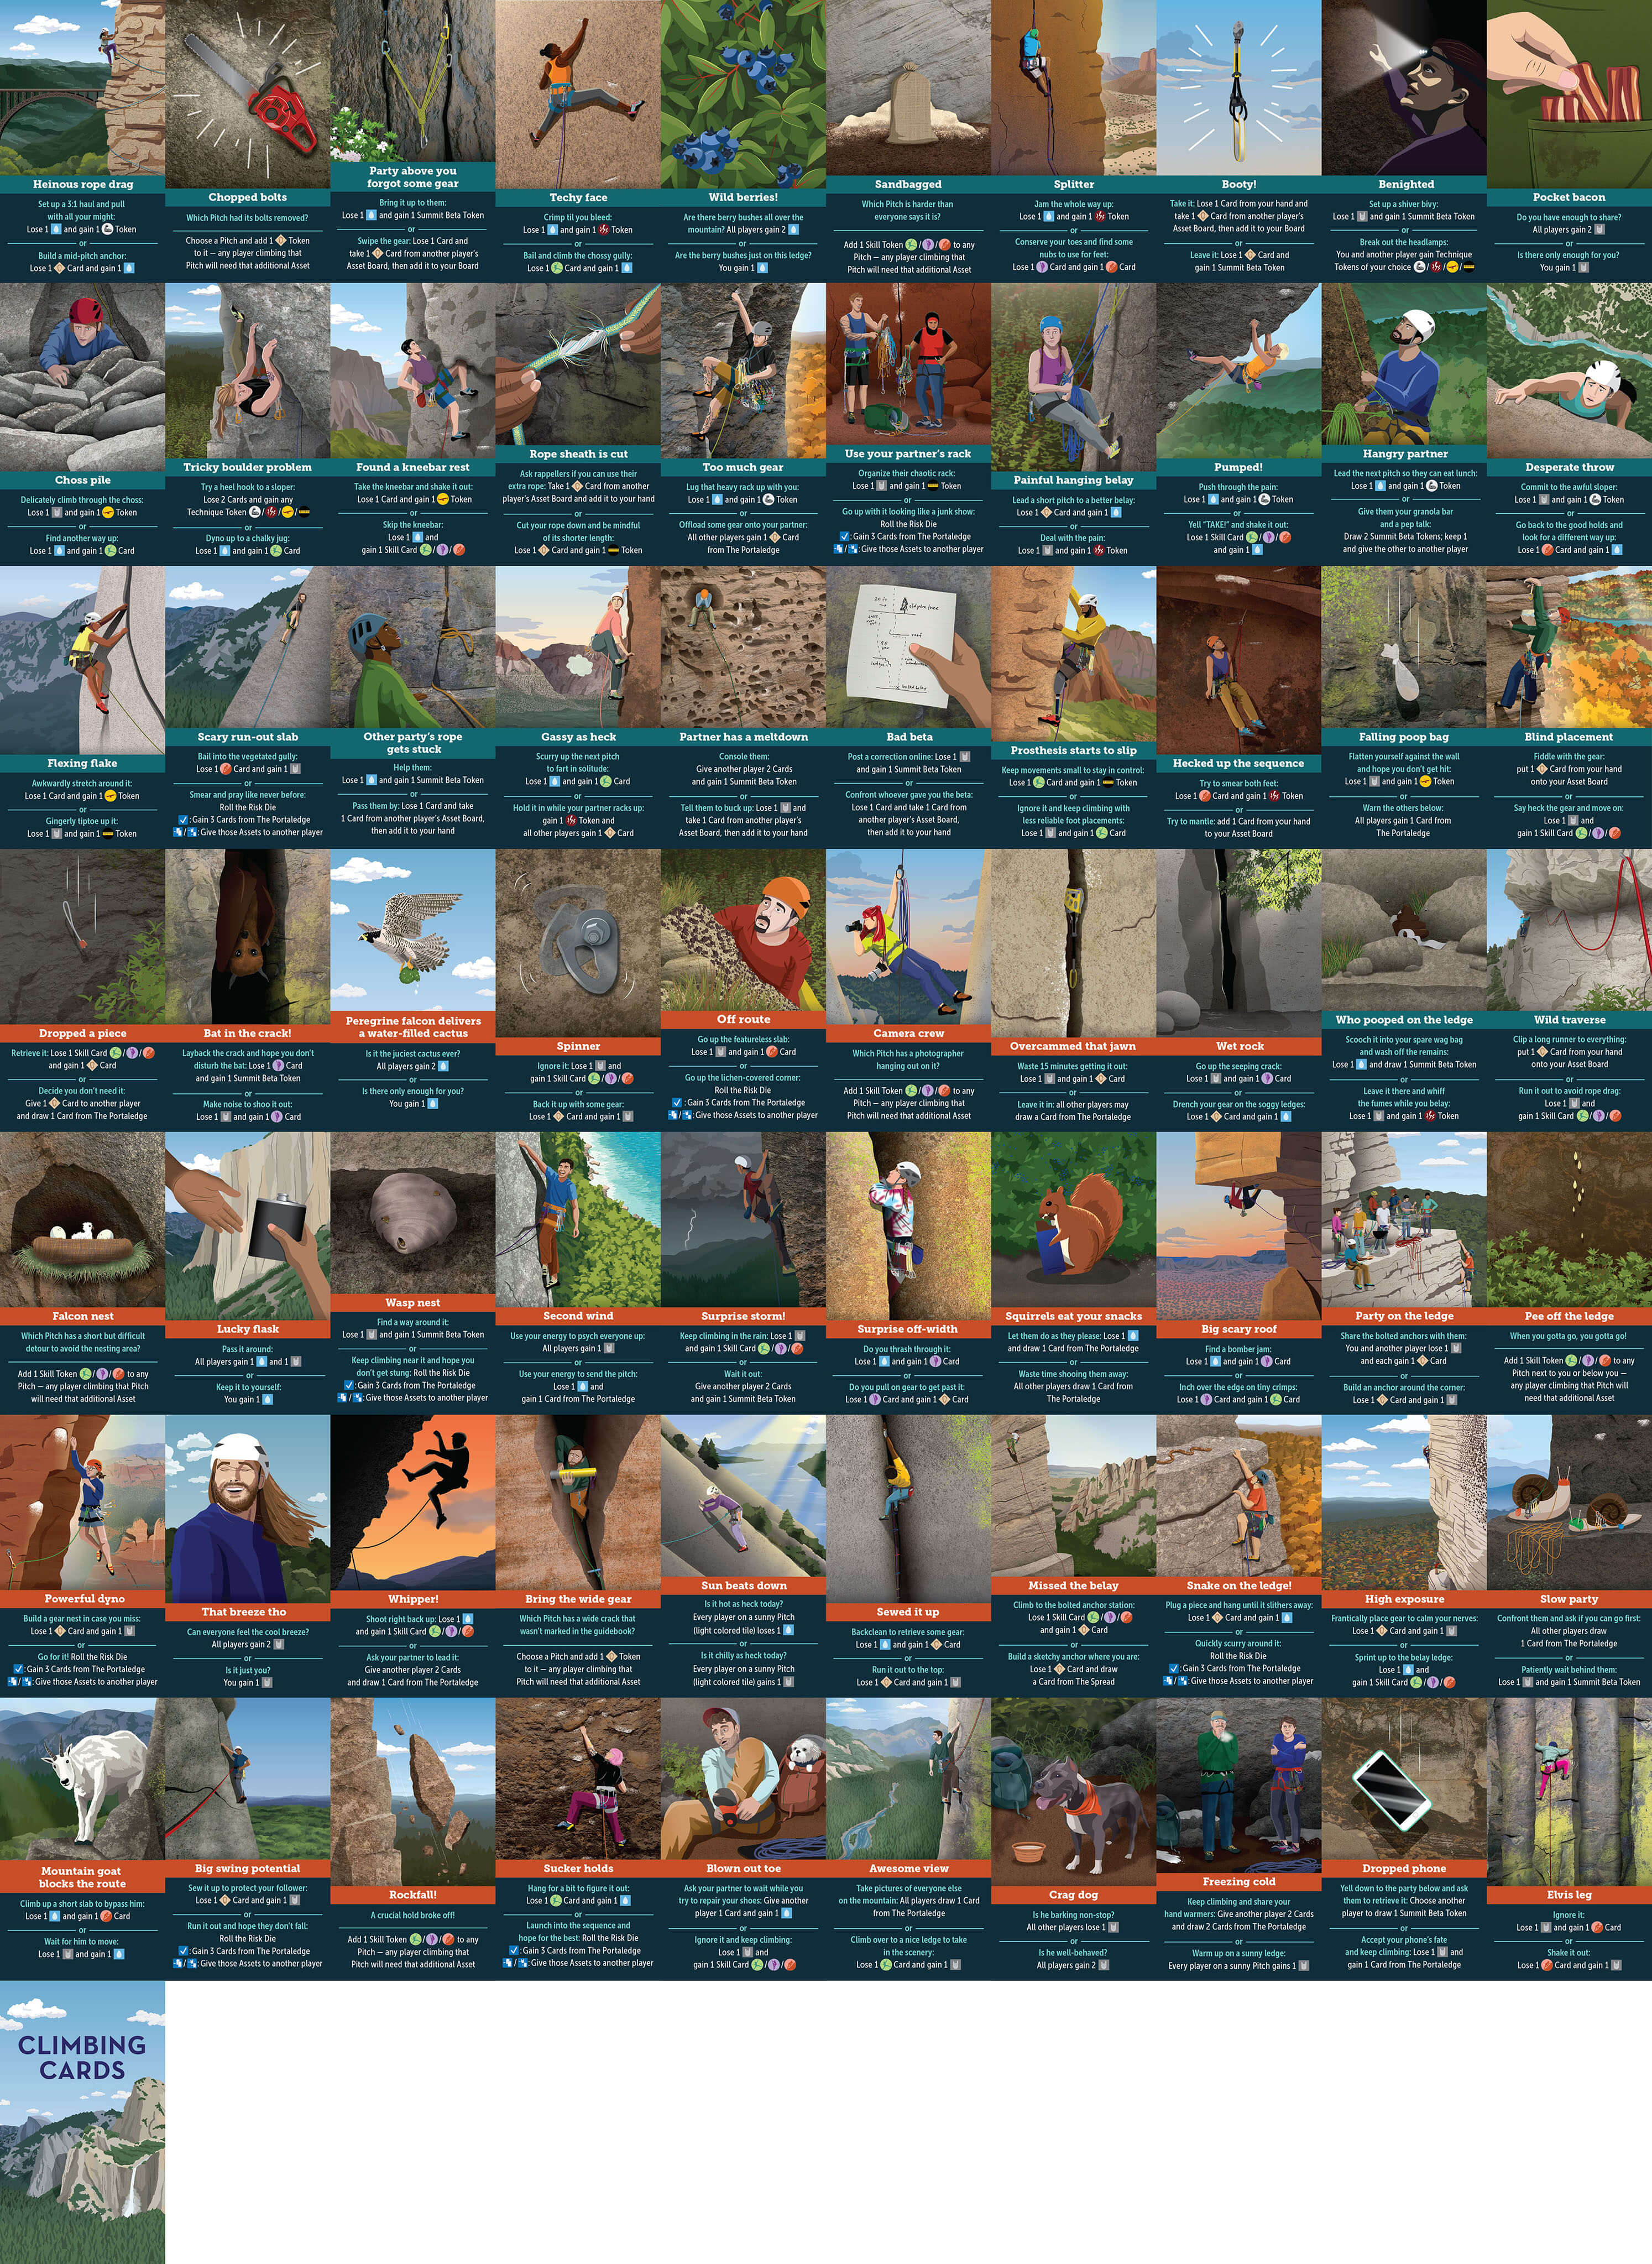 Heinous rope drag
Set up a 3:1 haul and pull
with all your might:
Lose 1 and gain 1 Token
or
Build a mid-pitch anchor:
Lose 1 Card and gain 1
Chopped bolts
Which Pitch had its bolts removed?
Choose a Pitch and add 1 Token
to it — any player climbing that
Pitch will need that additional Asset
Party above you
forgot some gear
Bring it up to them:
Lose 1 and gain 1 Summit Beta Token
or
Swipe the gear: Lose 1 Card and
take 1 Card from another player's
Asset Board, then add it to your hand
Techy face
Crimp til you bleed:
Lose 1 and gain 1 Token
or
Bail and climb the chossy gully:
Lose 1 Card and gain 1
Wild berries!
Are there berry bushes all over the
mountain? All players gain 2
or
Are the berry bushes just on this ledge?
You gain 1
Sandbagged
Which Pitch is harder than
everyone says it is?
Add 1 Skill Token / / to any
Pitch — any player climbing that
Pitch will need that additional Asset
Splitter
Jam the whole way up:
Lose 1 and gain 1 Token
or
Conserve your toes and find some
nubs to use for feet:
Lose 1 Card and gain 1 Card
Booty!
Take it: Lose 1 Card from your hand and
take 1 Card from another player's
Asset Board, then add it to your Board
or
Leave it: Lose 1 Card and
gain 1 Summit Beta Token
Benighted
Set up a shiver bivy:
Lose 1 and gain 1 Summit Beta Token
or
Break out the headlamps:
You and another player gain Technique
Tokens of your choice / / /
Pocket bacon
Do you have enough to share?
All players gain 2
or
Is there only enough for you?
You gain 1
Choss pile
Delicately climb through the choss:
Lose 1 and gain 1 Token
or
Find another way up:
Lose 1 and gain 1 Card
Tricky boulder problem
Try a heel hook to a sloper:
Lose 2 Cards and gain any
Technique Token / / /
or
Dyno up to a chalky jug:
Lose 1 and gain 1 Card
Found a kneebar rest
Take the kneebar and shake it out:
Lose 1 Card and gain 1 Token
or
Skip the kneebar:
Lose 1 and
gain 1 Skill Card / /
Rope sheath is cut
Ask rappellers if you can use their
extra rope: Take 1 Card from another
player's Asset Board and add it to your hand
or
Cut your rope down and be mindful
of its shorter length:
Lose 1 Card and gain 1 Token
Too much gear
Lug that heavy rack up with you:
Lose 1 and gain 1 Token
or
Offload some gear onto your partner:
All other players gain 1 Card
from The Portaledge
Use your partner's rack
Organize their chaotic rack:
Lose 1 and gain 1 Token
or
Go up with it looking like a junk show:
Roll the Risk Die
: Gain 3 Cards from The Portaledge
/ : Give those Assets to another player
Painful hanging belay
Lead a short pitch to a better belay:
Lose 1 Card and gain 1
or
Deal with the pain:
Lose 1 and gain 1 Token
Pumped!
Push through the pain:
Lose 1 and gain 1 Token
or
Yell "TAKE!" and shake it out:
Lose 1 Skill Card / /
and gain 1
Hangry partner
Lead the next pitch so they can eat lunch:
Lose 1 and gain 1 Token
or
Give them your granola bar
and a pep talk:
Draw 2 Summit Beta Tokens; keep 1
and give the other to another player
Desperate throw
Commit to the awful sloper:
Lose 1 and gain 1 Token
or
Go back to the good holds and
look for a different way up:
Lose 1 Card and gain 1
Flexing flake
Awkwardly stretch around it:
Lose 1 Card and gain 1 Token
or
Gingerly tiptoe up it:
Lose 1 and gain 1 Token
Scary run-out slab
Bail into the vegetated gully:
Lose 1 Card and gain 1
or
Smear and pray like never before:
Roll the Risk Die
: Gain 3 Cards from The Portaledge
/ : Give those Assets to another player
Other party's rope
gets stuck
Help them:
Lose 1 and gain 1 Summit Beta Token
or
Pass them by: Lose 1 Card and take
1 Card from another player's Asset Board,
then add it to your hand
Gassy as heck
Scurry up the next pitch
to fart in solitude:
Lose 1 and gain 1 Card
or
Hold it in while your partner racks up:
gain 1 Token and
all other players gain 1 Card
Partner has a meltdown
Console them:
Give another player 2 Cards
and gain 1 Summit Beta Token
or
Tell them to buck up: Lose 1 and
take 1 Card from another player's
Asset Board, then add it to your hand
Bad beta
Post a correction online: Lose 1
and gain 1 Summit Beta Token
or
Confront whoever gave you the beta:
Lose 1 Card and take 1 Card from
another player's Asset Board,
then add it to your hand
Prosthesis starts to slip
Keep movements small to stay in control:
Lose 1 Card and gain 1 Token
or
Ignore it and keep climbing with
less reliable foot placements:
Lose 1 and gain 1 Card
Hecked up the sequence
Try to smear both feet:
Lose 1 Card and gain 1 Token
or
Try to mantle: add 1 Card from your hand
to your Asset Board
Falling poop bag
Flatten yourself against the wall
and hope you don't get hit:
Lose 1 and gain 1 Token
or
Warn the others below:
All players gain 1 Card from
The Portaledge
Blind placement
Fiddle with the gear:
put 1 Card from your hand
onto your Asset Board
or
Say heck the gear and move on:
Lose 1 and
gain 1 Skill Card / /
Dropped a piece
Retrieve it: Lose 1 Skill Card / /
and gain 1 Card
or
Decide you don't need it:
Give 1 Card to another player
and draw 1 Card from The Portaledge
Bat in the crack!
Layback the crack and hope you don't
disturb the bat: Lose 1 Card
and gain 1 Summit Beta Token
or
Make noise to shoo it out:
Lose 1 and gain 1 Card
Peregrine falcon delivers
a water-filled cactus
Is it the juciest cactus ever?
All players gain 2
or
Is there only enough for you?
You gain 1
Spinner
Ignore it: Lose 1 and
gain 1 Skill Card / /
or
Back it up with some gear:
Lose 1 Card and gain 1
Off route
Go up the featureless slab:
Lose 1 and gain 1 Card
or
Go up the lichen-covered corner:
Roll the Risk Die
: Gain 3 Cards from The Portaledge
/ : Give those Assets to another player
Camera crew
Which Pitch has a photographer
hanging out on it?
Add 1 Skill Token / / to any
Pitch — any player climbing that
Pitch will need that additional Asset
Overcammed that jawn
Waste 15 minutes getting it out:
Lose 1 and gain 1 Card
or
Leave it in: all other players may
draw a Card from The Portaledge
Wet rock
Go up the seeping crack:
Lose 1 and gain 1 Card
or
Drench your gear on the soggy ledges:
Lose 1 Card and gain 1
Who pooped on the ledge
Scooch it into your spare wag bag
and wash off the remains:
Lose 1 and draw 1 Summit Beta Token
or
Leave it there and whiff
the fumes while you belay:
Lose 1 and gain 1 Token
Wild traverse
Clip a long runner to everything:
put 1 Card from your hand
onto your Asset Board
or
Run it out to avoid rope drag:
Lose 1 and
gain 1 Skill Card / /
Falcon nest
Which Pitch has a short but difficult
detour to avoid the nesting area?
Add 1 Skill Token / / to any
Pitch — any player climbing that Pitch
will need that additional Asset
Lucky flask
Pass it around:
All players gain 1 and 1
or
Keep it to yourself:
You gain 1
Wasp nest
Find a way around it:
Lose 1 and gain 1 Summit Beta Token
or
Keep climbing near it and hope you
don't get stung: Roll the Risk Die
: Gain 3 Cards from The Portaledge
/ : Give those Assets to another player
Second wind
Use your energy to psych everyone up:
All players gain 1
or
Use your energy to send the pitch:
Lose 1 and
gain 1 Card from The Portaledge
Surprise storm!
Keep climbing in the rain: Lose 1
and gain 1 Skill Card / /
or
Wait it out:
Give another player 2 Cards
and gain 1 Summit Beta Token
Surprise off-width
Do you thrash through it:
Lose 1 and gain 1 Card
or
Do you pull on gear to get past it:
Lose 1 Card and gain 1 Card
Squirrels eat your snacks
Let them do as they please: Lose 1
and draw 1 Card from The Portaledge
or
Waste time shooing them away:
All other players draw 1 Card from
The Portaledge
Big scary roof
Find a bomber jam:
Lose 1 and gain 1 Card
or
Inch over the edge on tiny crimps:
Lose 1 Card and gain 1 Card
Party on the ledge
Share the bolted anchors with them:
You and another player lose 1
and each gain 1 Card
or
Build an anchor around the corner:
Lose 1 Card and gain 1
Pee off the ledge
When you gotta go, you gotta go!
Add 1 Skill Token / / to any
Pitch next to you or below you —
any player climbing that Pitch will
need that additional Asset
Powerful dyno
Build a gear nest in case you miss:
Lose 1 Card and gain 1
or
Go for it! Roll the Risk Die
: Gain 3 Cards from The Portaledge
/ : Give those Assets to another player
That breeze tho
Can everyone feel the cool breeze?
All players gain 2
or
Is it just you?
You gain 1
Whipper!
Shoot right back up: Lose 1
and gain 1 Skill Card / /
or
Ask your partner to lead it:
Give another player 2 Cards
and draw 1 Card from The Portaledge
Bring the wide gear
Which Pitch has a wide crack that
wasn't marked in the guidebook?
Choose a Pitch and add 1 Token
to it — any player climbing that
Pitch will need that additional Asset
Sun beats down
Is it hot as heck today?
Every player on a sunny Pitch
(light colored tile) loses 1
or
Is it chilly as heck today?
Every player on a sunny Pitch
(light colored tile) gains 1
Sewed it up
Backclean to retrieve some gear:
Lose 1 and gain 1 Card
or
Run it out to the top:
Lose 1 Card and gain 1
Missed the belay
Climb to the bolted anchor station:
Lose 1 Skill Card / /
and gain 1 Card
or
Build a sketchy anchor where you are:
Lose 1 Card and draw
a Card from The Spread
Snake on the ledge!
Plug a piece and hang until it slithers away:
Lose 1 Card and gain 1
or
Quickly scurry around it:
Roll the Risk Die
: Gain 3 Cards from The Portaledge
/ : Give those Assets to another player
High exposure
Frantically place gear to calm your nerves:
Lose 1 Card and gain 1
or
Sprint up to the belay ledge:
Lose 1 and
gain 1 Skill Card / /
Slow party
Confront them and ask if you can go first:
All other players draw
1 Card from The Portaledge
or
Patiently wait behind them:
Lose 1 and gain 1 Summit Beta Token
Mountain goat
blocks the route
Climb up a short slab to bypass him:
Lose 1 and gain 1 Card
or
Wait for him to move:
Lose 1 and gain 1
Big swing potential
Sew it up to protect your follower:
Lose 1 Card and gain 1
or
Run it out and hope they don't fall:
Roll the Risk Die
: Gain 3 Cards from The Portaledge
/ : Give those Assets to another player
Rockfall!
A crucial hold broke off!
Add 1 Skill Token / / to any
Pitch — any player climbing that
Pitch will need that additional Asset
Sucker holds
Hang for a bit to figure it out:
Lose 1 Card and gain 1
or
Launch into the sequence and
hope for the best: Roll the Risk Die
: Gain 3 Cards from The Portaledge
/ : Give those Assets to another player
Blown out toe
Ask your partner to wait while you
try to repair your shoes: Give another
player 1 Card and gain 1
or
Ignore it and keep climbing:
Lose 1 and
gain 1 Skill Card / /
Awesome view
Take pictures of everyone else
on the mountain: All players draw 1 Card
from The Portaledge
or
Climb over to a nice ledge to take
in the scenery:
Lose 1 Card and gain 1
Crag dog
Is he barking non-stop?
All other players lose 1
or
Is he well-behaved?
All players gain 2
Freezing cold
Keep climbing and share your
hand warmers: Give another player 2 Cards
and draw 2 Cards from The Portaledge
or
Warm up on a sunny ledge:
Every player on a sunny Pitch gains 1
Dropped phone
Yell down to the party below and ask
them to retrieve it: Choose another
player to draw 1 Summit Beta Token
or
Accept your phone's fate
and keep climbing: Lose 1 and
gain 1 Card from The Portaledge
Elvis leg
Ignore it:
Lose 1 and gain 1 Card
or
Shake it out:
Lose 1 Card and gain 1
CLIMBING
CARDS